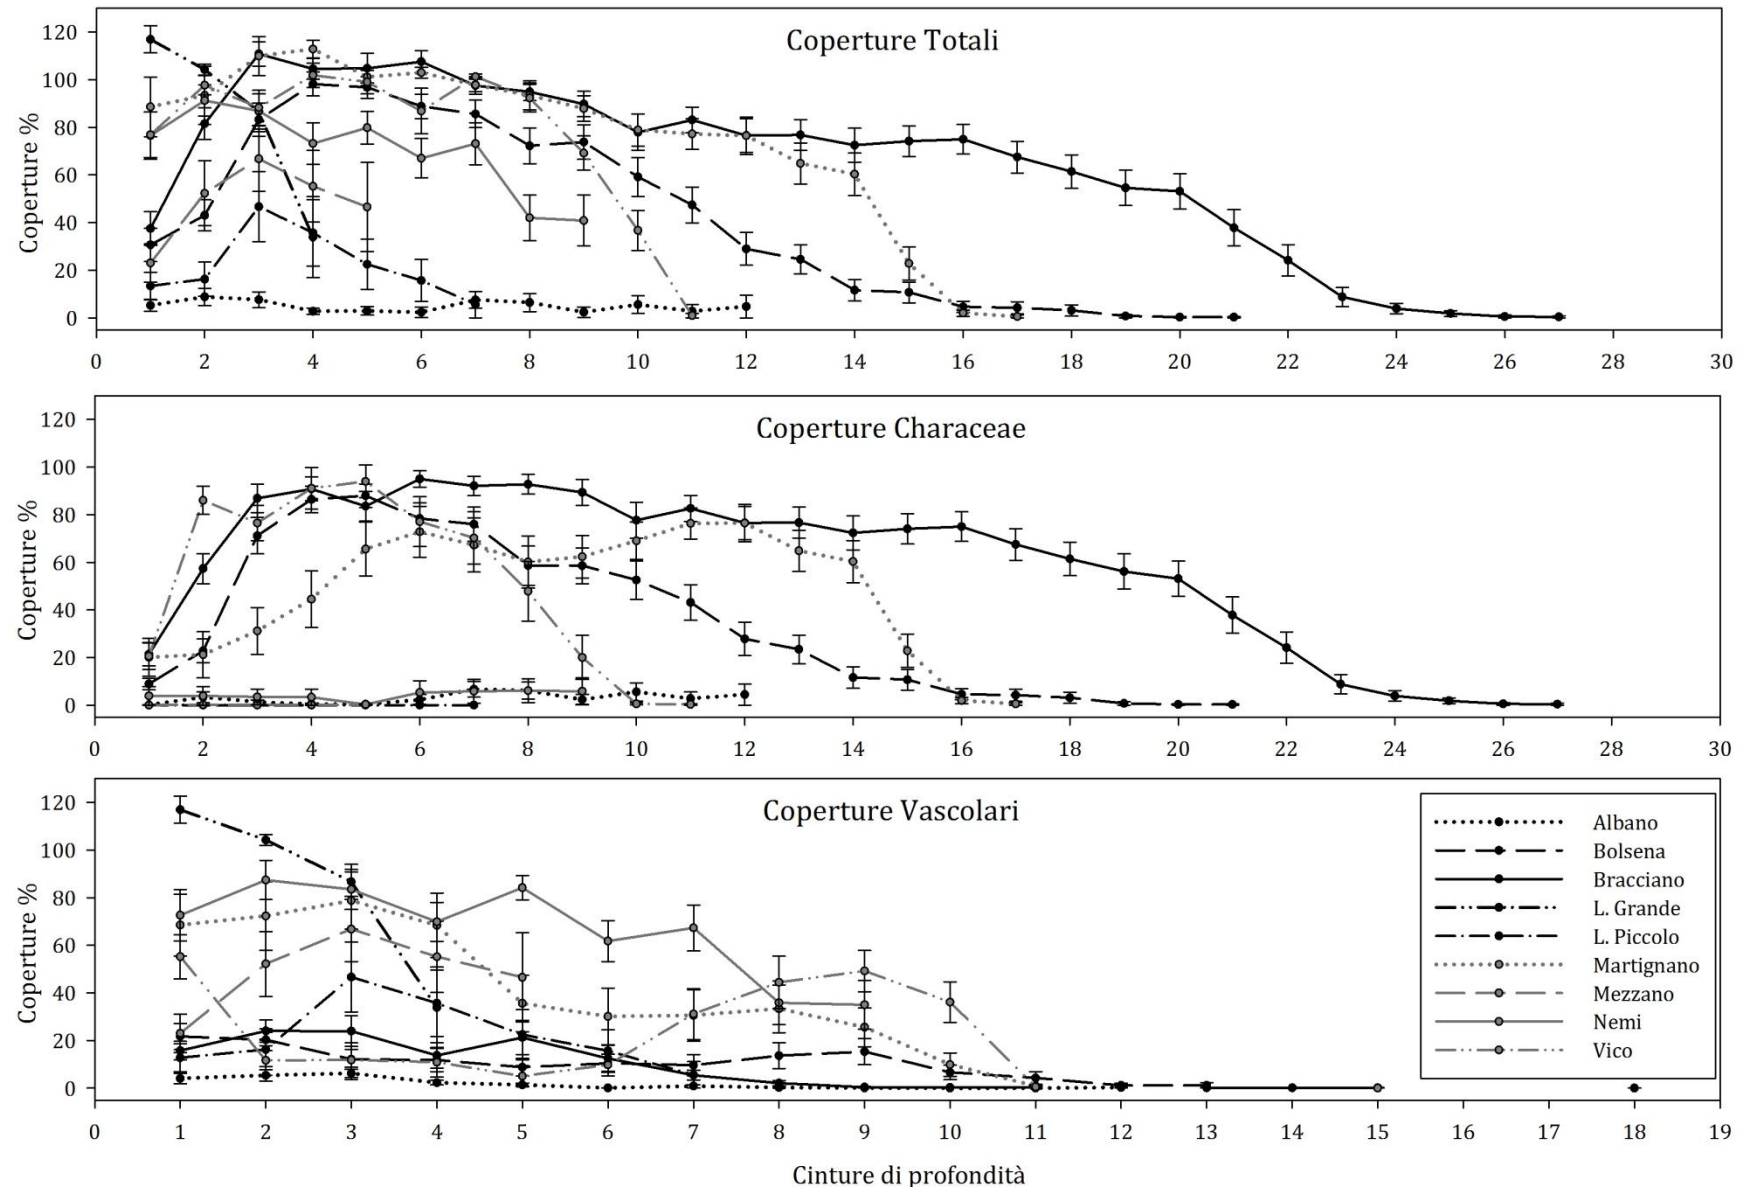 Coperture Totali
Coperture %
120
100
80
60
40
20
0
0 2 4 6 8 10 12 14 16 18 20 22 24 26 28 30
Coperture Characeae
Coperture %
120
100
80
60
40
20
0
0 2 4 6 8 10 12 14 16 18 20 22 24 26 28 30
Coperture Vascolari
Coperture %
120
100
80
60
40
20
0
Albano
Bolsena
Bracciano
L. Grande
L. Piccolo
Martignano
Mezzano
Nemi
Vico
0 1 2 3 4 5 6 7 8 9 10 11 12 13 14 15 16 17 18 19
Cinture di profondità